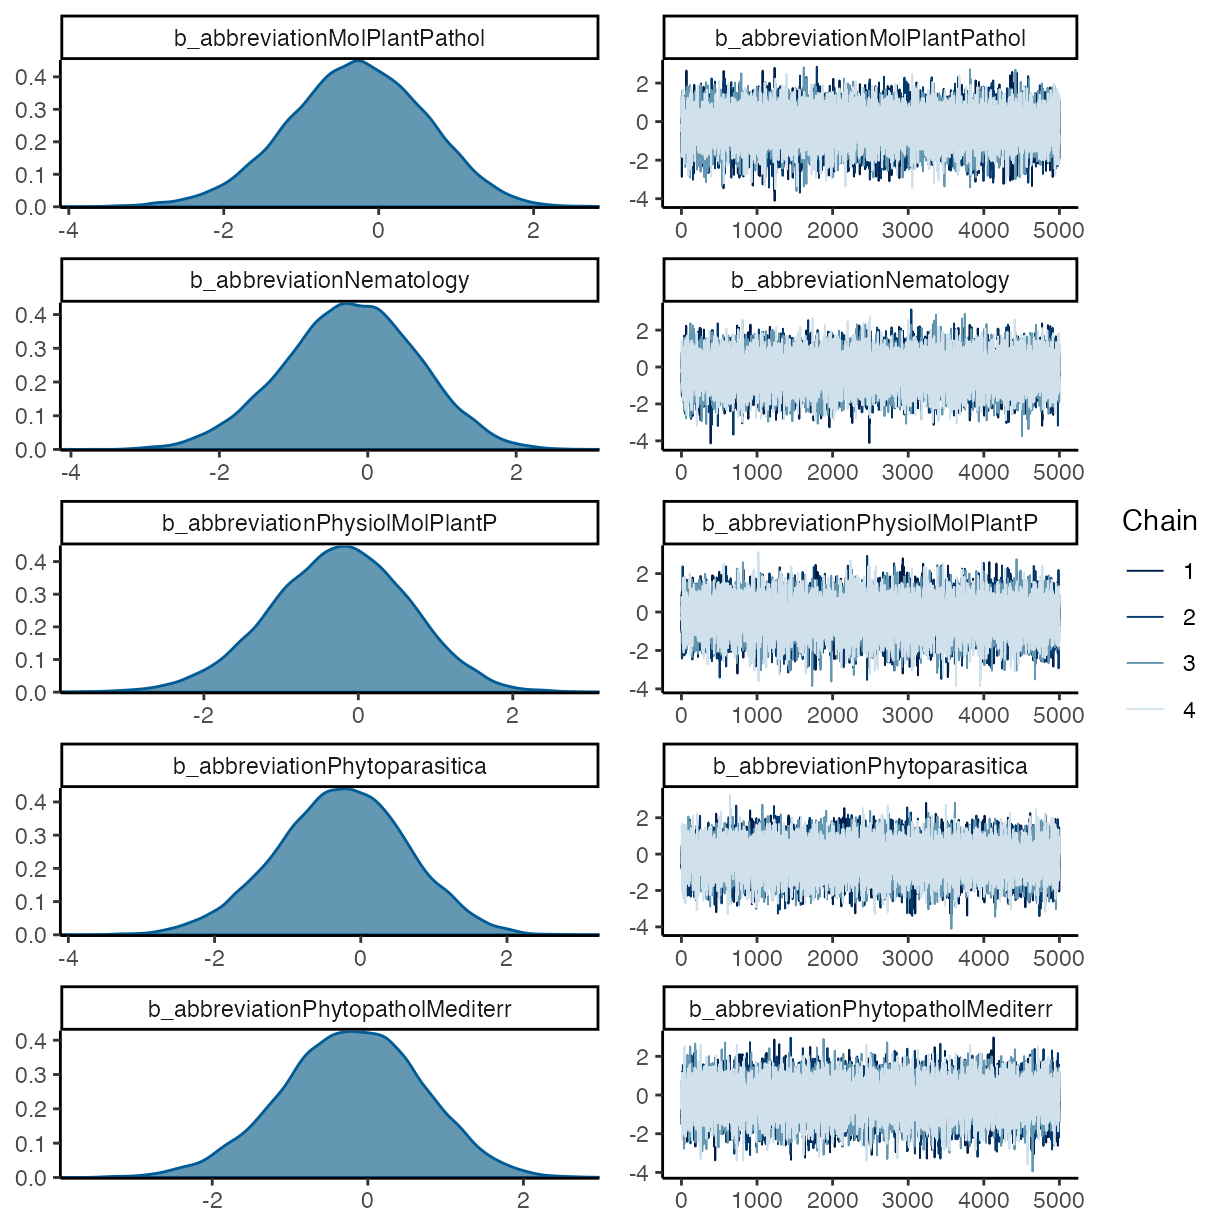 b_abbreviationMolPlantPathol
b_abbreviationMolPlantPathol
0.4
0.3
0.2
0.1
0.0
-4 -2 0 2
2
0
-2
-4
0 1000 2000 3000 4000 5000
b_abbreviationNematology
b_abbreviationNematology
0.4
0.3
0.2
0.1
0.0
-4 -2 0 2
2
0
-2
-4
0 1000 2000 3000 4000 5000
b_abbreviationPhysiolMolPlantP
b_abbreviationPhysiolMolPlantP
0.4
0.3
0.2
0.1
0.0
-2 0 2
2
0
-2
-4
0 1000 2000 3000 4000 5000
b_abbreviationPhytoparasitica
b_abbreviationPhytoparasitica
0.4
0.3
0.2
0.1
0.0
-4 -2 0 2
2
0
-2
-4
0 1000 2000 3000 4000 5000
b_abbreviationPhytopatholMediterr
b_abbreviationPhytopatholMediterr
0.4
0.3
0.2
0.1
0.0
-2 0 2
2
0
-2
-4
0 1000 2000 3000 4000 5000
Chain
1
2
3
4